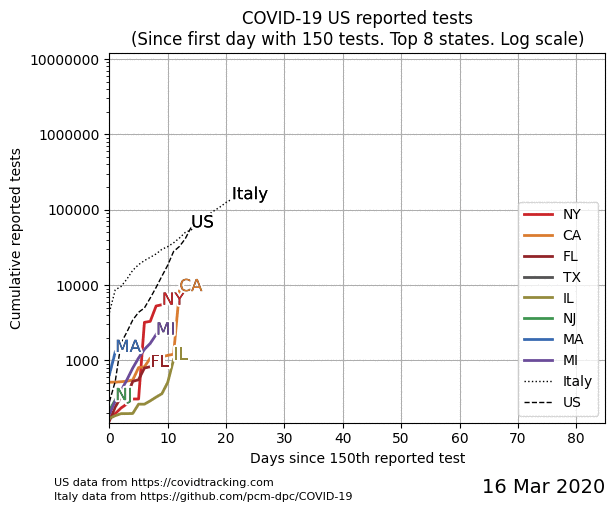 COVID-19 US reported tests
(Since first day with 150 tests. Top 8 states. Log scale)
Cumulative reported tests
10000000
1000000
100000
10000
1000
Italy
US
CA
NY
MI
MA
FL
IL
NJ
NY
CA
FL
TX
IL
NJ
MA
MI
Italy
US
0 10 20 30 40 50 60 70 80
Days since 150th reported test
US data from https://covidtracking.com
Italy data from https://github.com/pcm-dpc/COVID-19
16 Mar 2020